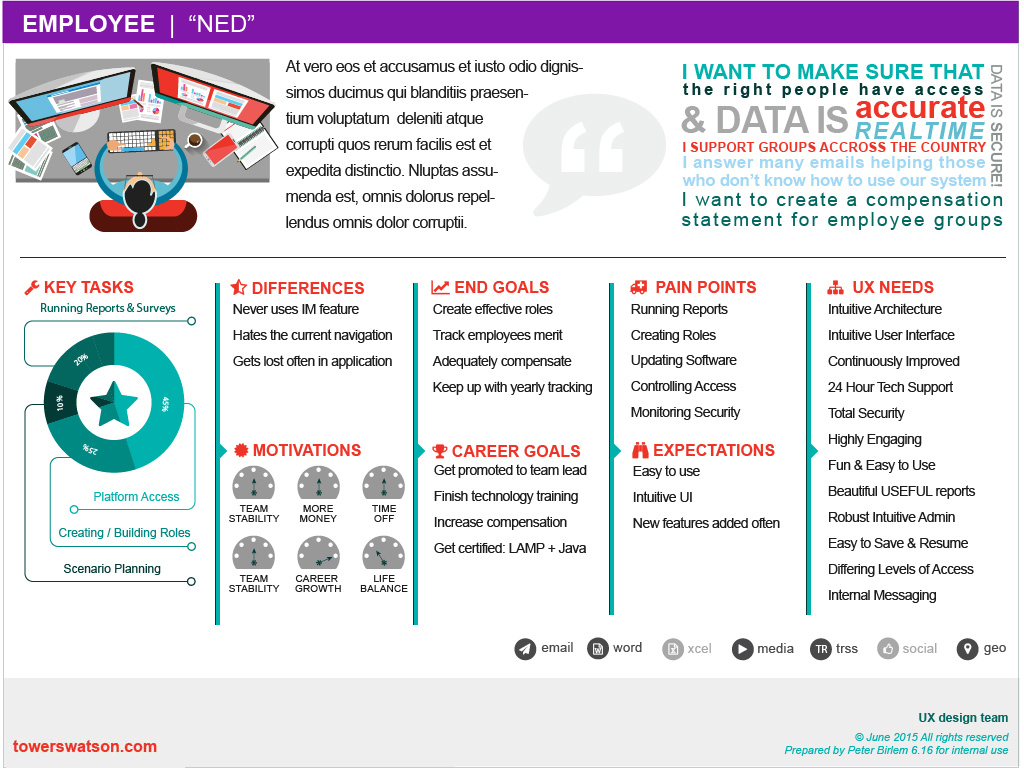 EMPLOYEE | “NED”
At vero eos et accusamus et iusto odio dignis-
simos ducimus qui blanditiis praesen-
tium voluptatum deleniti atque
corrupti quos rerum facilis est et
expedita distinctio. Nluptas assu-
menda est, omnis dolorus repel-
lendus omnis dolor corruptii.
“
I WANT TO MAKE SURE THAT
the right people have access
& DATA IS accurate
REALTIME
I SUPPORT GROUPS ACCROSS THE COUNTRY
I answer many emails helping those
who don’t know how to use our system
I want to create a compensation
statement for employee groups
DATA IS SECURE!
KEY TASKS
Running Reports & Surveys
20%
45%
10%
25%
Platform Access
Creating / Building Roles
Scenario Planning
DIFFERENCES
Never uses IM feature
Hates the current navigation
Gets lost often in application
MOTIVATIONS
TEAM
STABILITY
MORE
MONEY
TIME
OFF
TEAM
STABILITY
CAREER
GROWTH
LIFE
BALANCE
END GOALS
Create effective roles
Track employees merit
Adequately compensate
Keep up with yearly tracking
CAREER GOALS
Get promoted to team lead
Finish technology training
Increase compensation
Get certified: LAMP + Java
PAIN POINTS
Running Reports
Creating Roles
Updating Software
Controlling Access
Monitoring Security
EXPECTATIONS
Easy to use
Intuitive UI
New features added often
UX NEEDS
Intuitive Architecture
Intuitive User Interface
Continuously Improved
24 Hour Tech Support
Total Security
Highly Engaging
Fun & Easy to Use
Beautiful USEFUL reports
Robust Intuitive Admin
Easy to Save & Resume
Differing Levels of Access
Internal Messaging
email
word
xcel
media
TR trss
social
geo
towerswatson.com
UX design team
© June 2015 All rights reserved
Prepared by Peter Birlem 6.16 for internal use